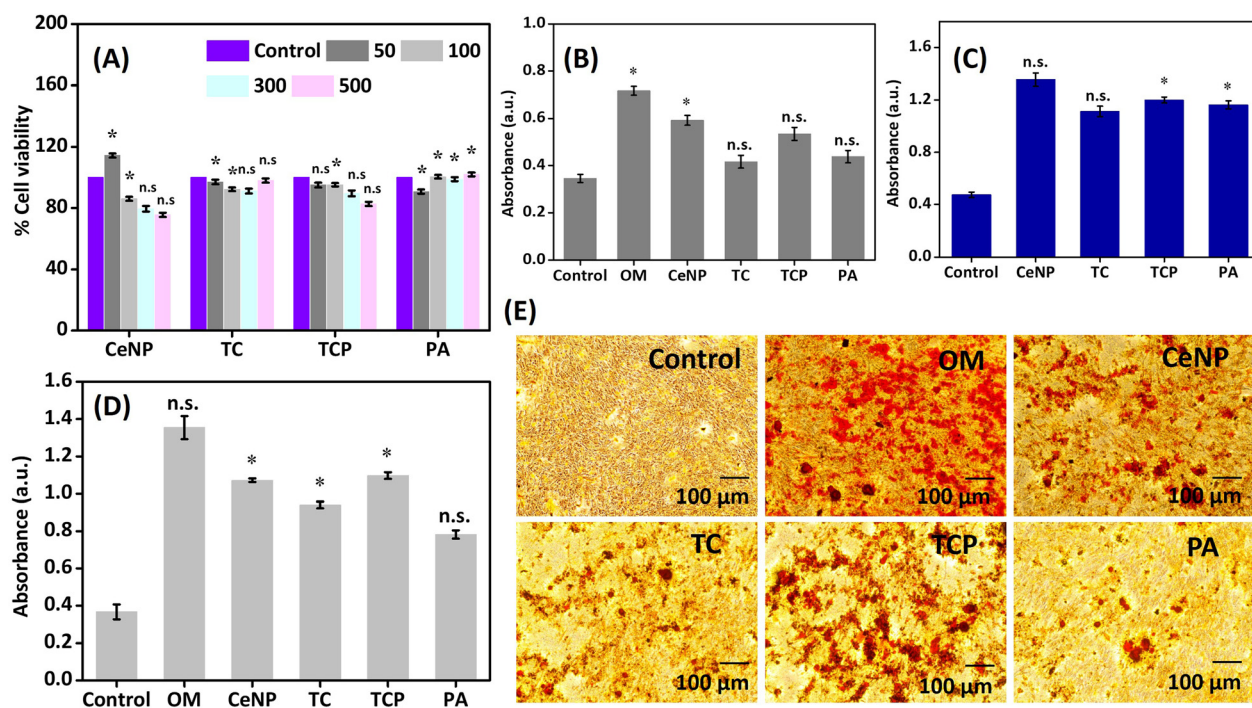 (A)
Control 50 100
300 500
% Cell viability
200
160
120
80
40
0
* * n.s n.s
* * n.s n.s
n.s * n.s n.s
* * * *
CeNP TC TCP PA
(B)
Absorbance (a.u.)
1.0
0.8
0.6
0.4
0.2
0.0
* * n.s. n.s. n.s.
Control OM CeNP TC TCP PA
(C)
Absorbance (a.u.)
1.6
1.2
0.8
0.4
0.0
n.s. n.s. * *
Control CeNP TC TCP PA
(D)
Absorbance (a.u.)
1.6
1.4
1.2
1.0
0.8
0.6
0.4
0.2
0.0
n.s. * * * n.s.
Control OM CeNP TC TCP PA
(E)
Control
100 µm
OM
100 µm
CeNP
100 µm
TC
100 µm
TCP
100 µm
PA
100 µm